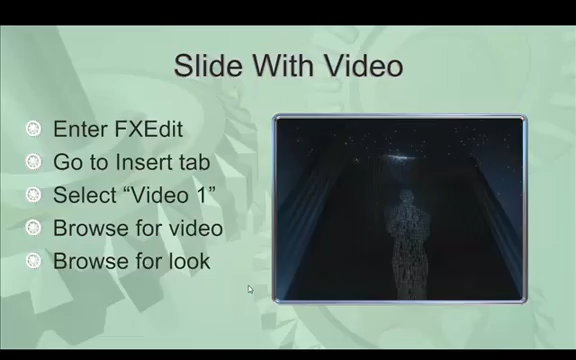 Slide With Video
Enter FXEdit
Go to Insert tab
Select “Video 1”
Browse for video
Browse for look